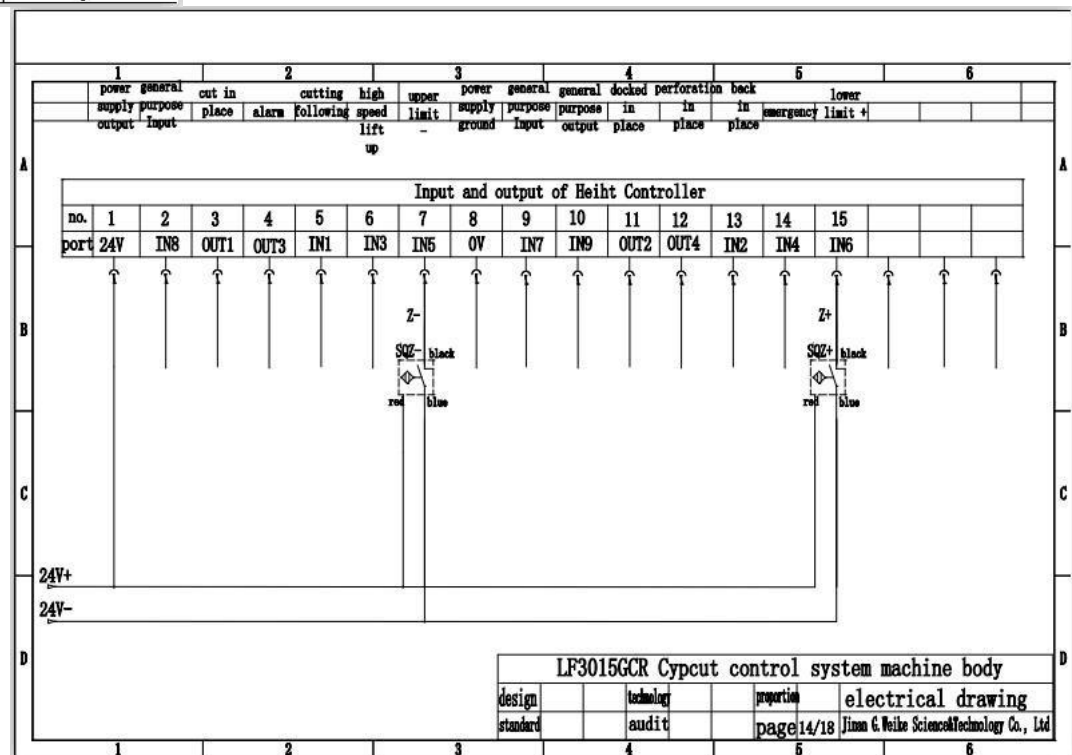 1 2 3 4 5 6
power supply output
general purpose Input
cut in place
alarm
cutting following
high speed lift up
upper limit -
power supply ground
general purpose Input
general purpose output
docked in place
perforation in place
back in place
emergency
lower limit +
A A
Input and output of Heiht Controller
no. 1 2 3 4 5 6 7 8 9 10 11 12 13 14 15
port 24V IN8 OUT1 OUT3 IN1 IN3 IN5 0V IN7 IN9 OUT2 OUT4 IN2 IN4 IN6
Z- Z+
B B
SQZ- black SQZ+ black
red blue red blue
C C
24V+
24V-
D D
LF3015GCR Cypcut control system machine body
design technology proportion electrical drawing
standard audit page 14/18 Jinan G.Weike Science&Technology Co., Ltd
1 2 3 4 5 6